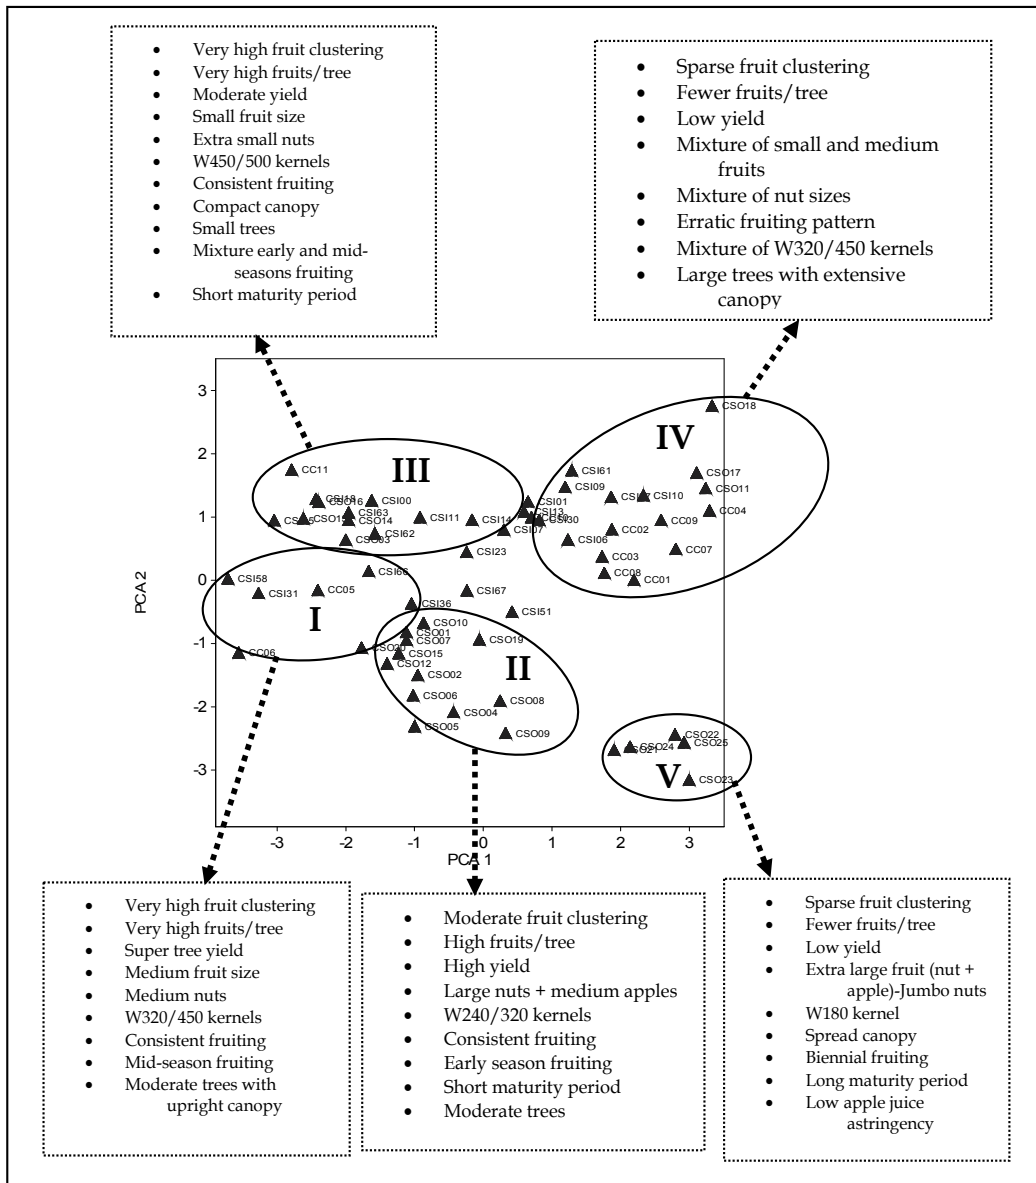 • Very high fruit clustering
• Very high fruits/tree
• Moderate yield
• Small fruit size
• Extra small nuts
• W450/500 kernels
• Consistent fruiting
• Compact canopy
• Small trees
• Mixture early and mid-
seasons fruiting
• Short maturity period
• Sparse fruit clustering
• Fewer fruits/tree
• Low yield
• Mixture of small and medium
fruits
• Mixture of nut sizes
• Erratic fruiting pattern
• Mixture of W320/450 kernels
• Large trees with extensive
canopy
3
2
1
0
-1
-2
-3
PCA 2
-3
-2
-1
0
1
2
3
PCA 1
III
CC11
CSI18
CSO16
CSI00
CSI63
CSO14
CSO03
CSI62
CSI11
CSI14
CSI01
CSI13
CSI30
CSI07
CSI23
CSI67
CSI51
IV
CSO18
CSI61
CSI09
CSO17
CSO11
CSI10
CC04
CC09
CC02
CSI06
CC03
CC07
CC08
CC01
I
CSI66
CSI58
CSI31
CC05
CSI36
CC06
II
CSO10
CSO01
CSO07
CSO19
CSO15
CSO12
CSO02
CSO06
CSO04
CSO08
CSO05
CSO09
V
CSO22
CSO24
CSO25
CSO23
• Very high fruit clustering
• Very high fruits/tree
• Super tree yield
• Medium fruit size
• Medium nuts
• W320/450 kernels
• Consistent fruiting
• Mid-season fruiting
• Moderate trees with
upright canopy
• Moderate fruit clustering
• High fruits/tree
• High yield
• Large nuts + medium apples
• W240/320 kernels
• Consistent fruiting
• Early season fruiting
• Short maturity period
• Moderate trees
• Sparse fruit clustering
• Fewer fruits/tree
• Low yield
• Extra large fruit (nut +
apple)-Jumbo nuts
• W180 kernel
• Spread canopy
• Biennial fruiting
• Long maturity period
• Low apple juice
astringency